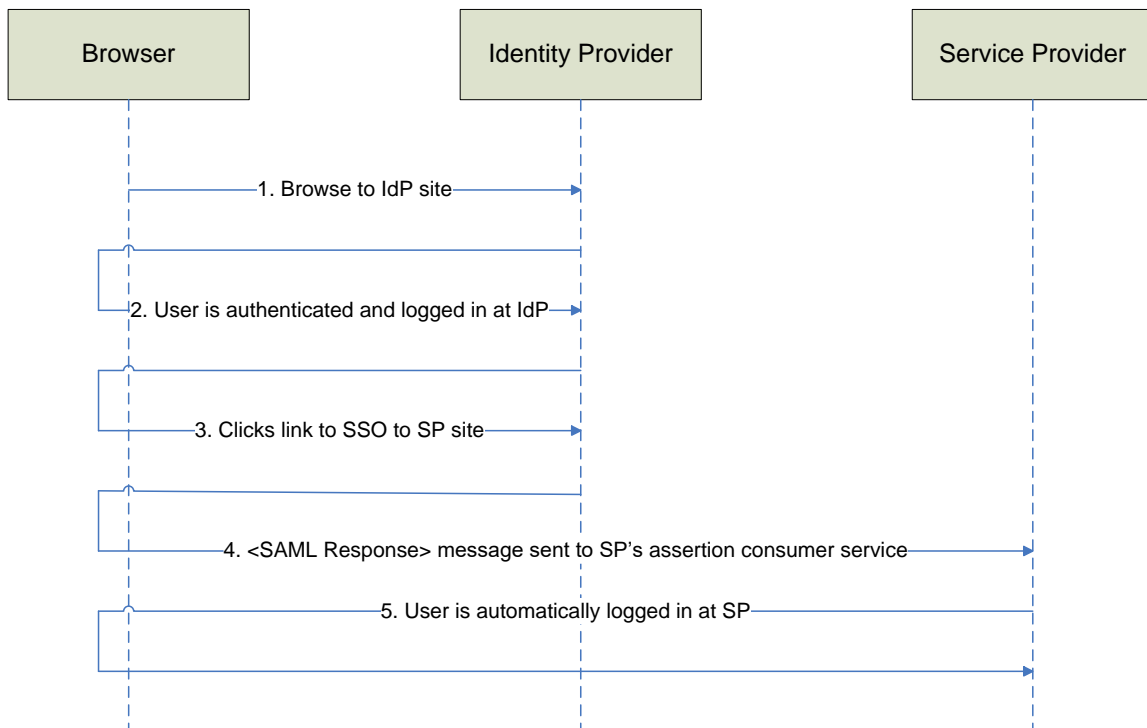 Browser
Identity Provider
Service Provider
1. Browse to IdP site
2. User is authenticated and logged in at IdP
3. Clicks link to SSO to SP site
4. <SAML Response> message sent to SP’s assertion consumer service
5. User is automatically logged in at SP